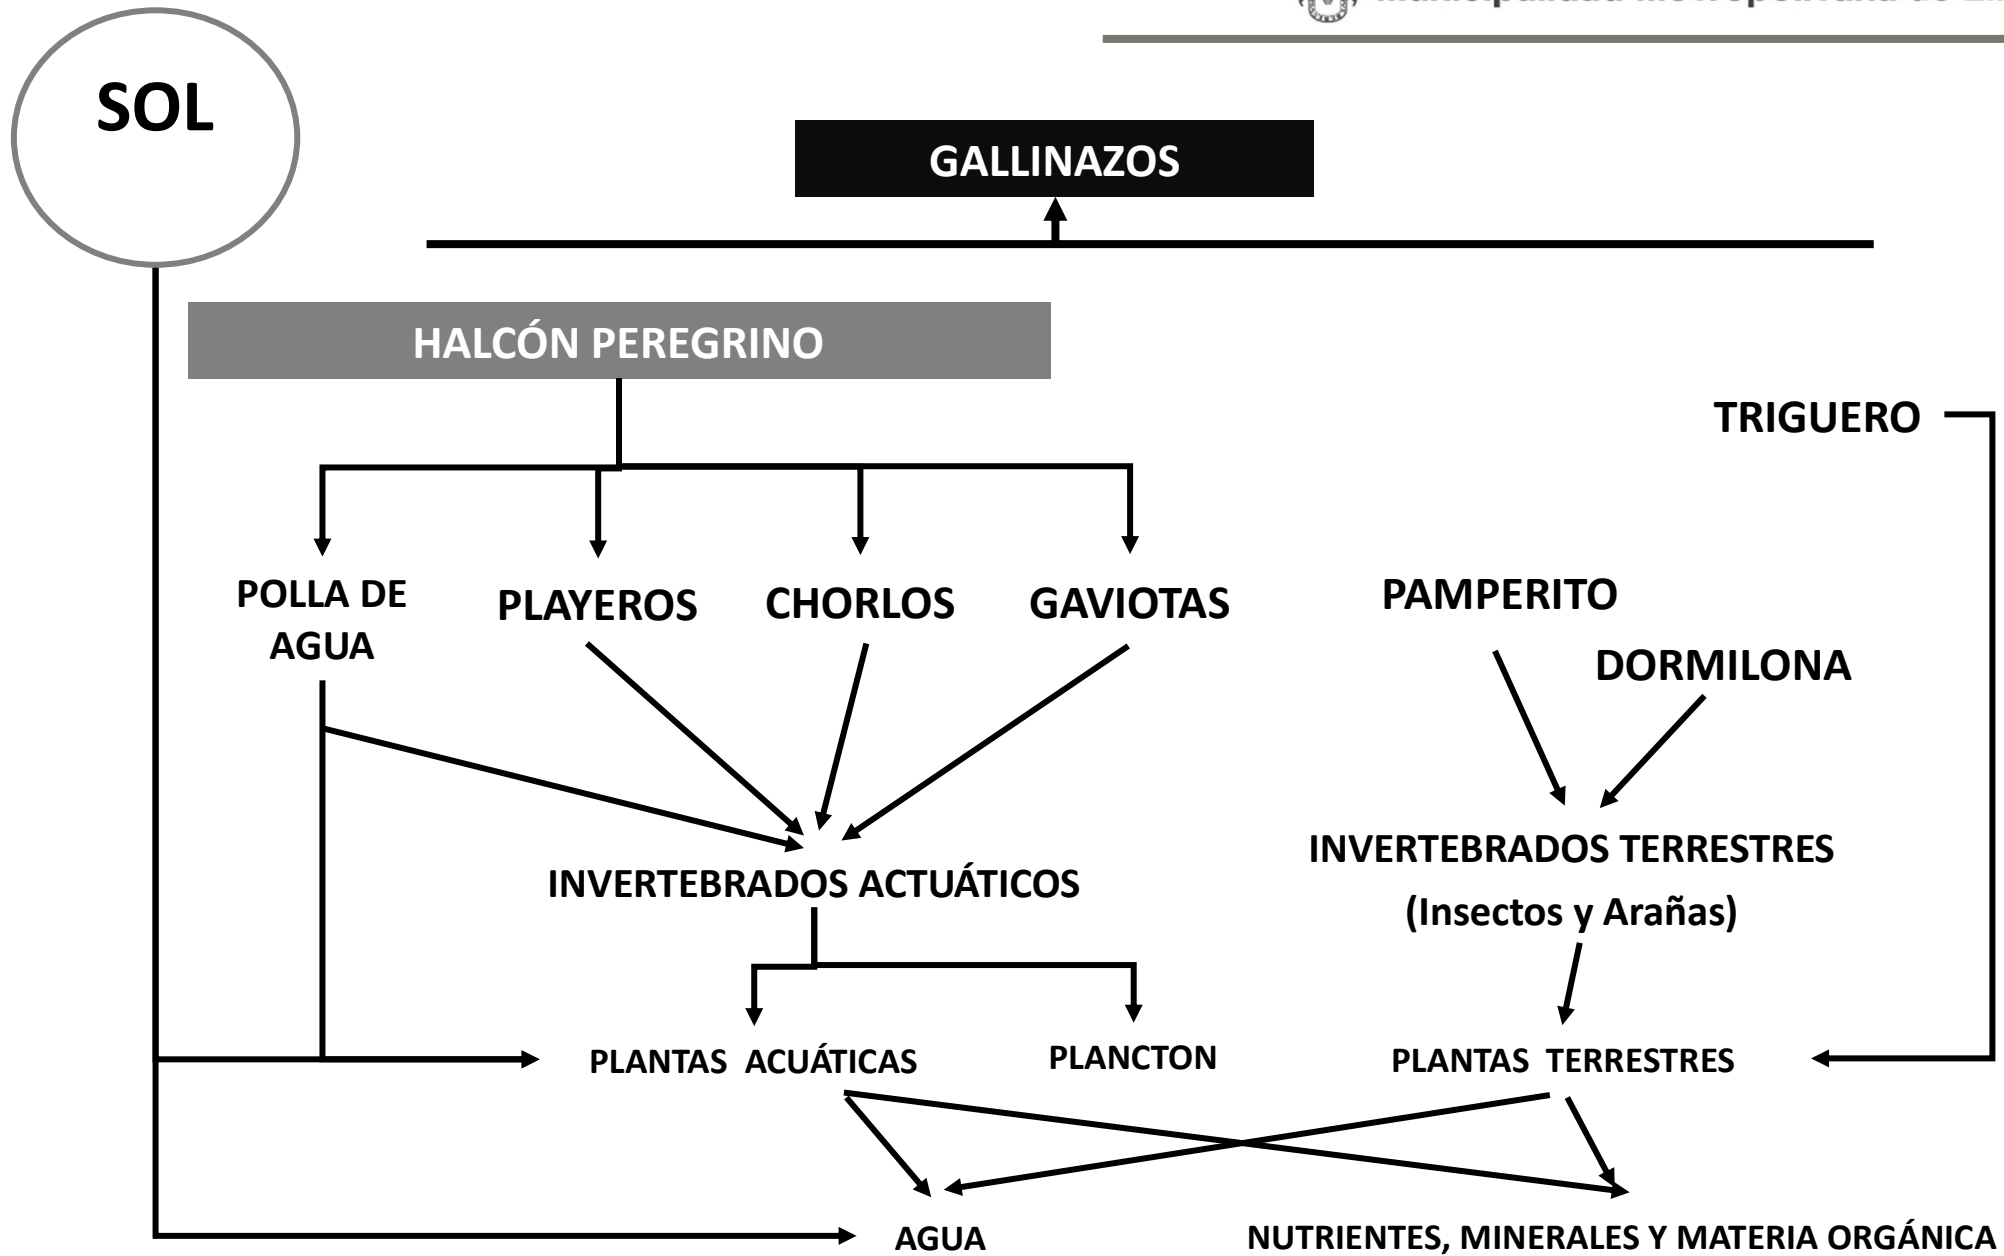 SOL
GALLINAZOS
HALCÓN PEREGRINO
TRIGUERO
POLLA DE
AGUA
PLAYEROS
CHORLOS
GAVIOTAS
PAMPERITO
DORMILONA
INVERTEBRADOS TERRESTRES
(Insectos y Arañas)
INVERTEBRADOS ACTUÁTICOS
PLANTAS ACUÁTICAS
PLANCTON
PLANTAS TERRESTRES
AGUA
NUTRIENTES, MINERALES Y MATERIA ORGÁNICA